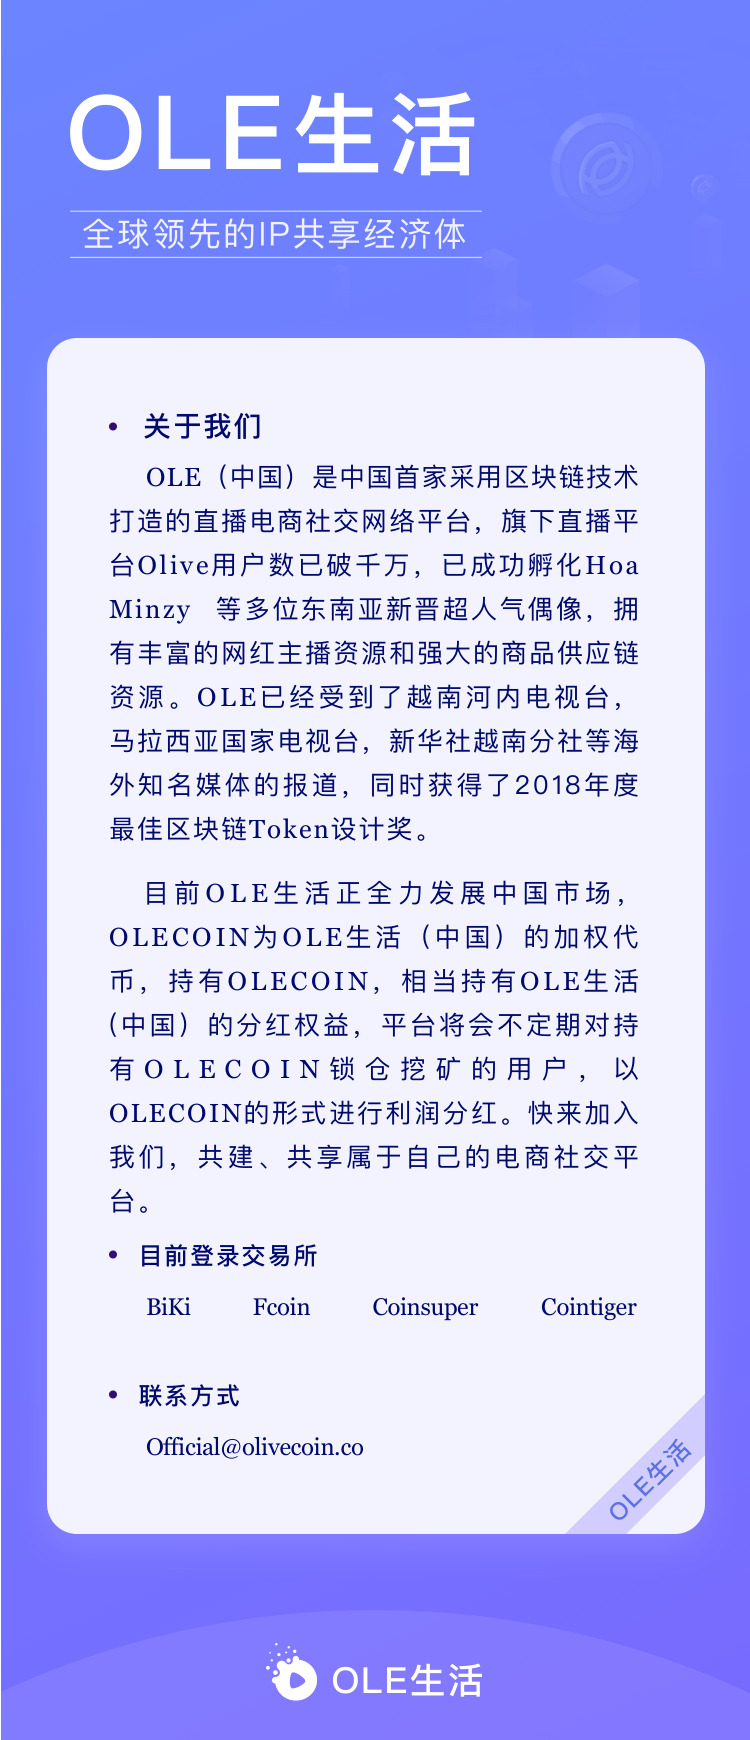 OLE生活
全球领先的IP共享经济体
• 关于我们
OLE（中国）是中国首家采用区块链技术
打造的直播电商社交网络平台，旗下直播平
台Olive用户数已破千万，已成功孵化Hoa
Minzy 等多位东南亚新晋超人气偶像，拥
有丰富的网红主播资源和强大的商品供应链
资源。OLE已经受到了越南河内电视台，
马拉西亚国家电视台，新华社越南分社等海
外知名媒体的报道，同时获得了2018年度
最佳区块链Token设计奖。
目前OLE生活正全力发展中国市场，
OLECOIN为OLE生活（中国）的加权代
币，持有OLECOIN，相当持有OLE生活
（中国）的分红权益，平台将会不定期对持
有OLECOIN锁仓挖矿的用户，以
OLECOIN的形式进行利润分红。快来加入
我们，共建、共享属于自己的电商社交平
台。
• 目前登录交易所
BiKi Fcoin Coinsuper Cointiger
• 联系方式
Official@olivecoin.co
OLE生活
OLE生活